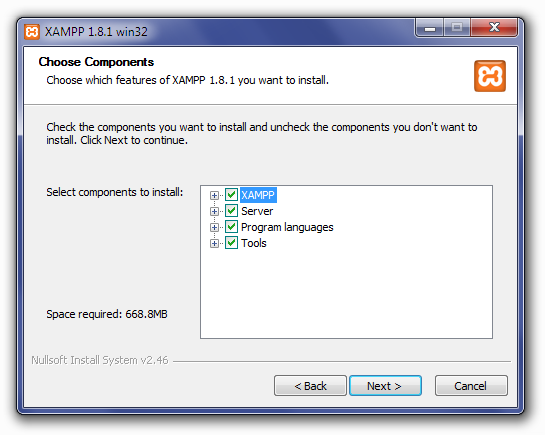 XAMPP 1.8.1 win32
Choose Components
Choose which features of XAMPP 1.8.1 you want to install.
Check the components you want to install and uncheck the components you don't want to
install. Click Next to continue.
Select components to install:
XAMPP
Server
Program languages
Tools
Space required: 668.8MB
Nullsoft Install System v2.46
< Back
Next >
Cancel